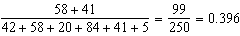 58 + 41 / 42 + 58 + 20 + 84 + 41 + 5 = 99 / 250 = 0.396